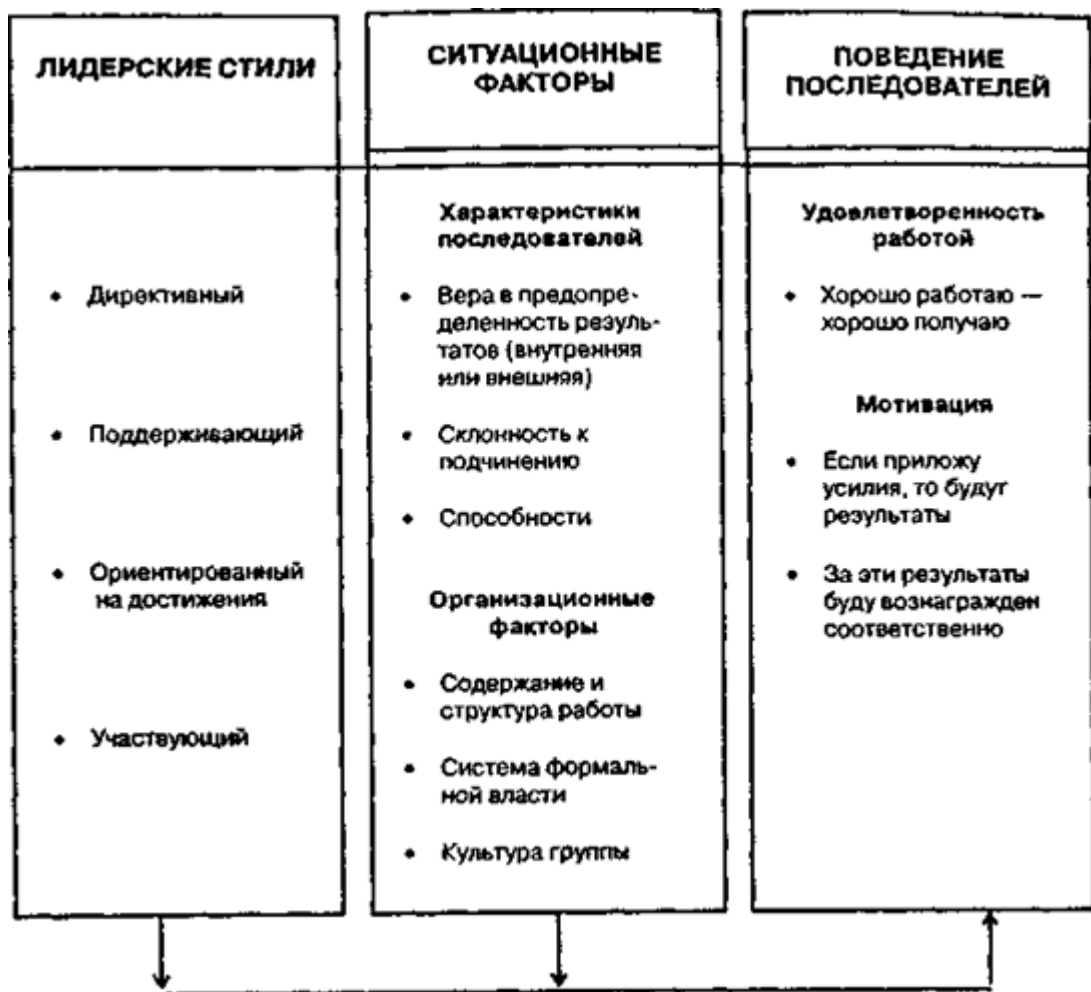 ЛИДЕРСКИЕ СТИЛИ
• Директивный
• Поддерживающий
• Ориентированный
на достижения
• Участвующий
СИТУАЦИОННЫЕ
ФАКТОРЫ
Характеристики
последователей
• Вера в предопре-
деленность резуль-
татов (внутренняя
или внешняя)
• Склонность к
подчинению
• Способности
Организационные
факторы
• Содержание и
структура работы
• Система формаль-
ной власти
• Культура группы
ПОВЕДЕНИЕ
ПОСЛЕДОВАТЕЛЕЙ
Удовлетворенность
работой
• Хорошо работаю —
хорошо получаю
Мотивация
• Если приложу
усилия, то будут
результаты
• За эти результаты
буду вознагражден
соответственно